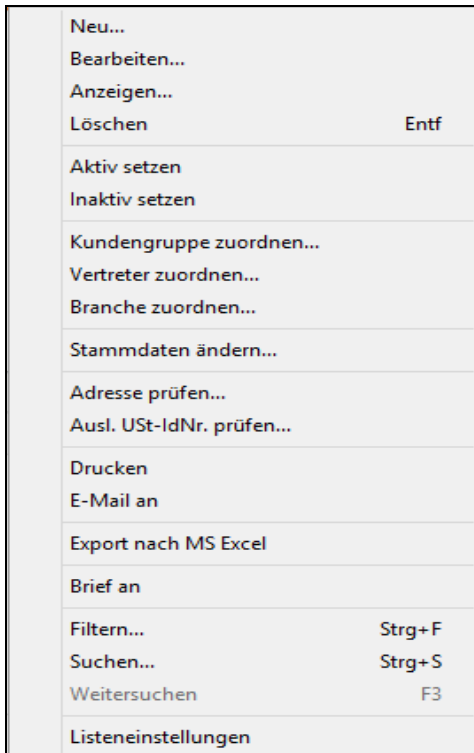 Neu...
Bearbeiten...
Anzeigen...
Löschen Entf
Aktiv setzen
Inaktiv setzen
Kundengruppe zuordnen...
Vertreter zuordnen...
Branche zuordnen...
Stammdaten ändern...
Adresse prüfen...
Ausl. USt-IdNr. prüfen...
Drucken
E-Mail an
Export nach MS Excel
Brief an
Filtern... Strg+F
Suchen... Strg+S
Weitersuchen F3
Listeneinstellungen